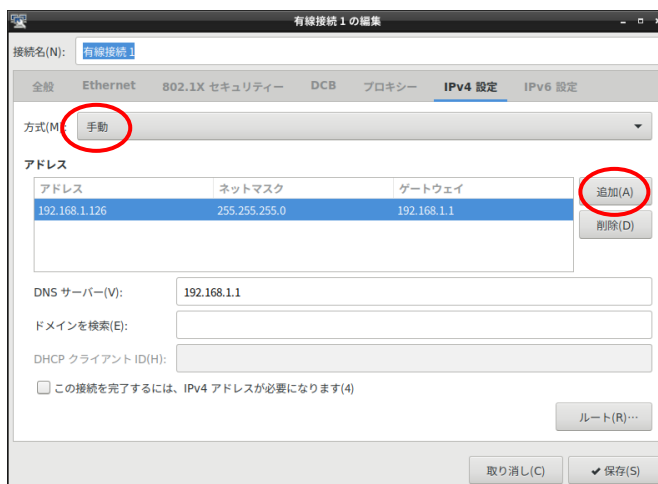 有線接続 1 の編集
接続名(N): 有線接続 1
全般 Ethernet 802.1X セキュリティー DCB プロキシー IPv4 設定 IPv6 設定
方式(M): 手動
アドレス
アドレス ネットマスク ゲートウェイ
追加(A)
192.168.1.126 255.255.255.0 192.168.1.1
削除(D)
DNS サーバー(V): 192.168.1.1
ドメインを検索(E):
DHCP クライアント ID(H):
この接続を完了するには、IPv4 アドレスが必要になります(4)
ルート(R)…
取り消し(C) 保存(S)